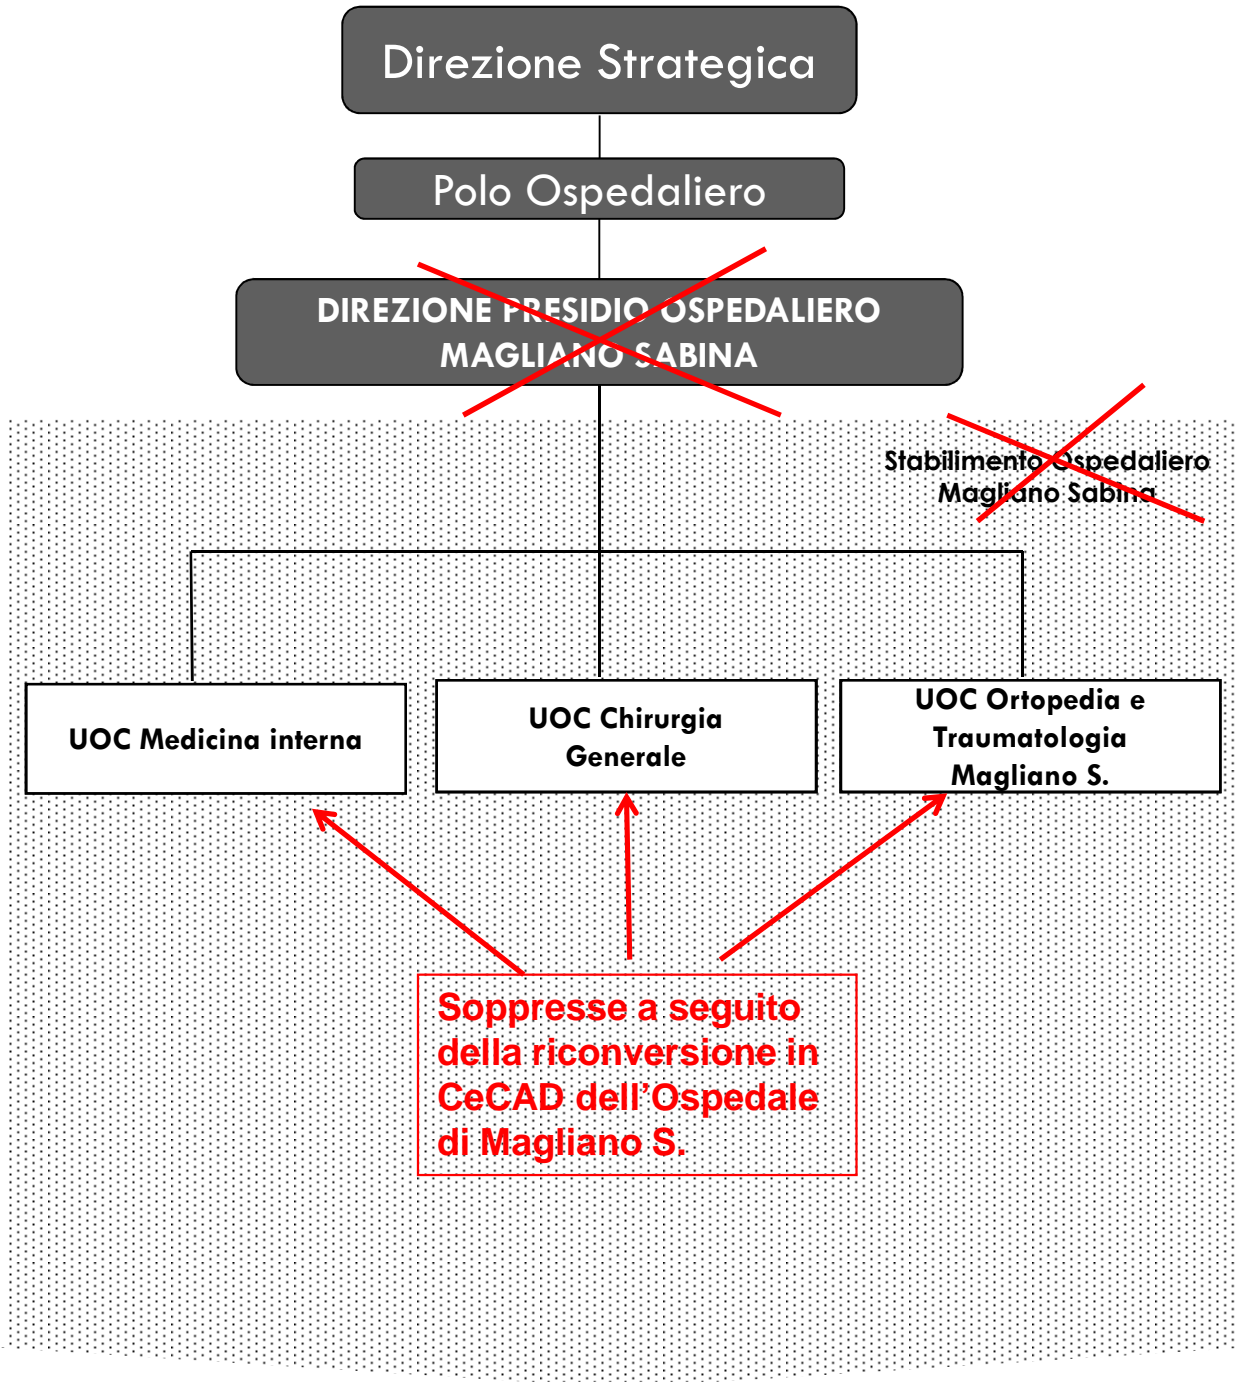 Direzione Strategica
Polo Ospedaliero
DIREZIONE PRESIDIO OSPEDALIERO
MAGLIANO SABINA
Stabilimento Ospedaliero
Magliano Sabina
UOC Medicina interna
UOC Chirurgia
Generale
UOC Ortopedia e
Traumatologia
Magliano S.
Soppresse a seguito
della riconversione in
CeCAD dell’Ospedale
di Magliano S.